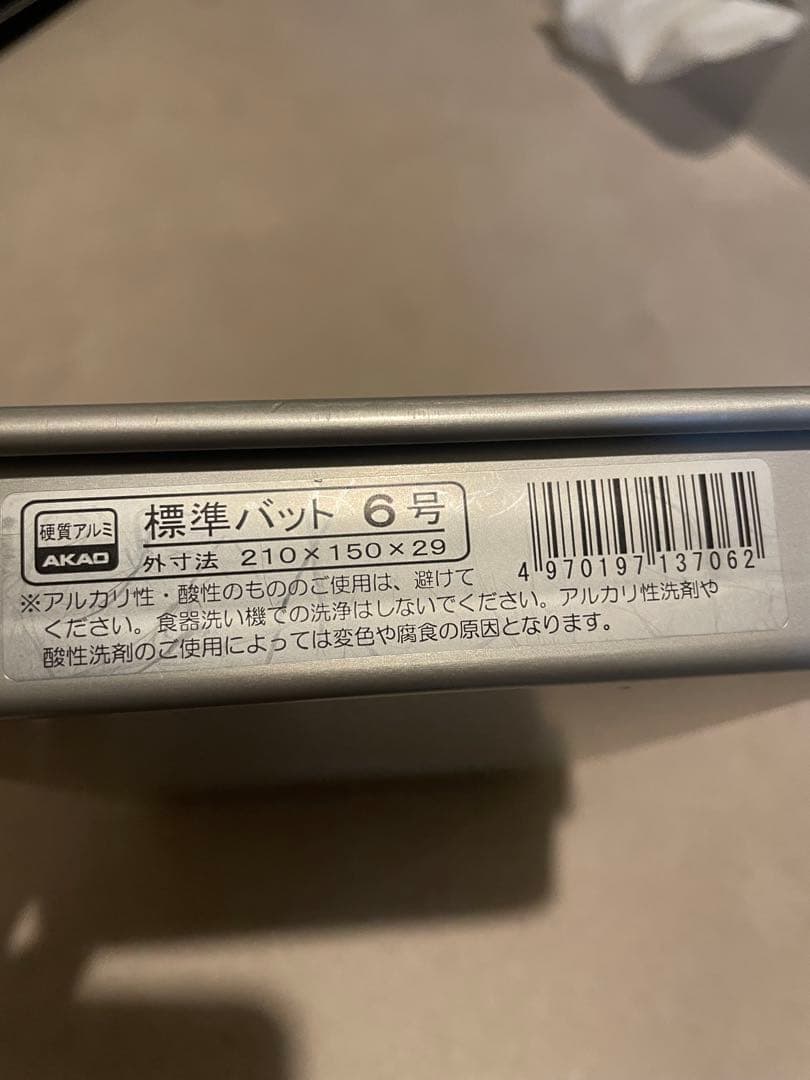 硬質アルミ
AKAO
標準バット 6号
外寸法 210×150×29
※アルカリ性・酸性のもののご使用は、避けて
ください。食器洗い機での洗浄はしないでください。アルカリ性洗剤や
酸性洗剤のご使用によっては変色や腐食の原因となります。
4 970197 137062